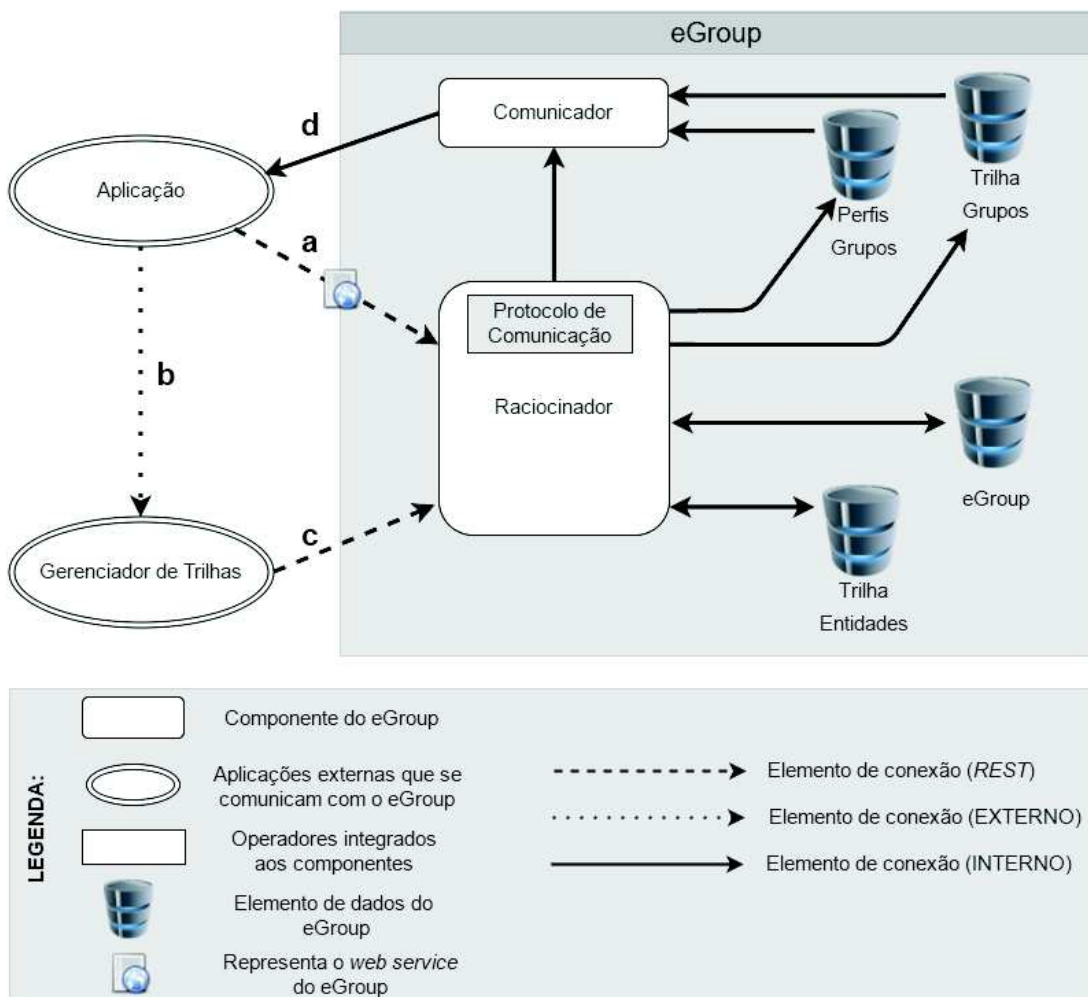 eGroup
Comunicador
d
Aplicação
a
b
c
Trilha
Grupos
Perfis
Grupos
Protocolo de
Comunicação
Raciocinador
eGroup
Gerenciador de Trilhas
Trilha
Entidades
LEGENDA:
Componente do eGroup
Aplicações externas que se
comunicam com o eGroup
Operadores integrados
aos componentes
Elemento de dados do
eGroup
Representa o web service
do eGroup
Elemento de conexão (REST)
Elemento de conexão (EXTERNO)
Elemento de conexão (INTERNO)